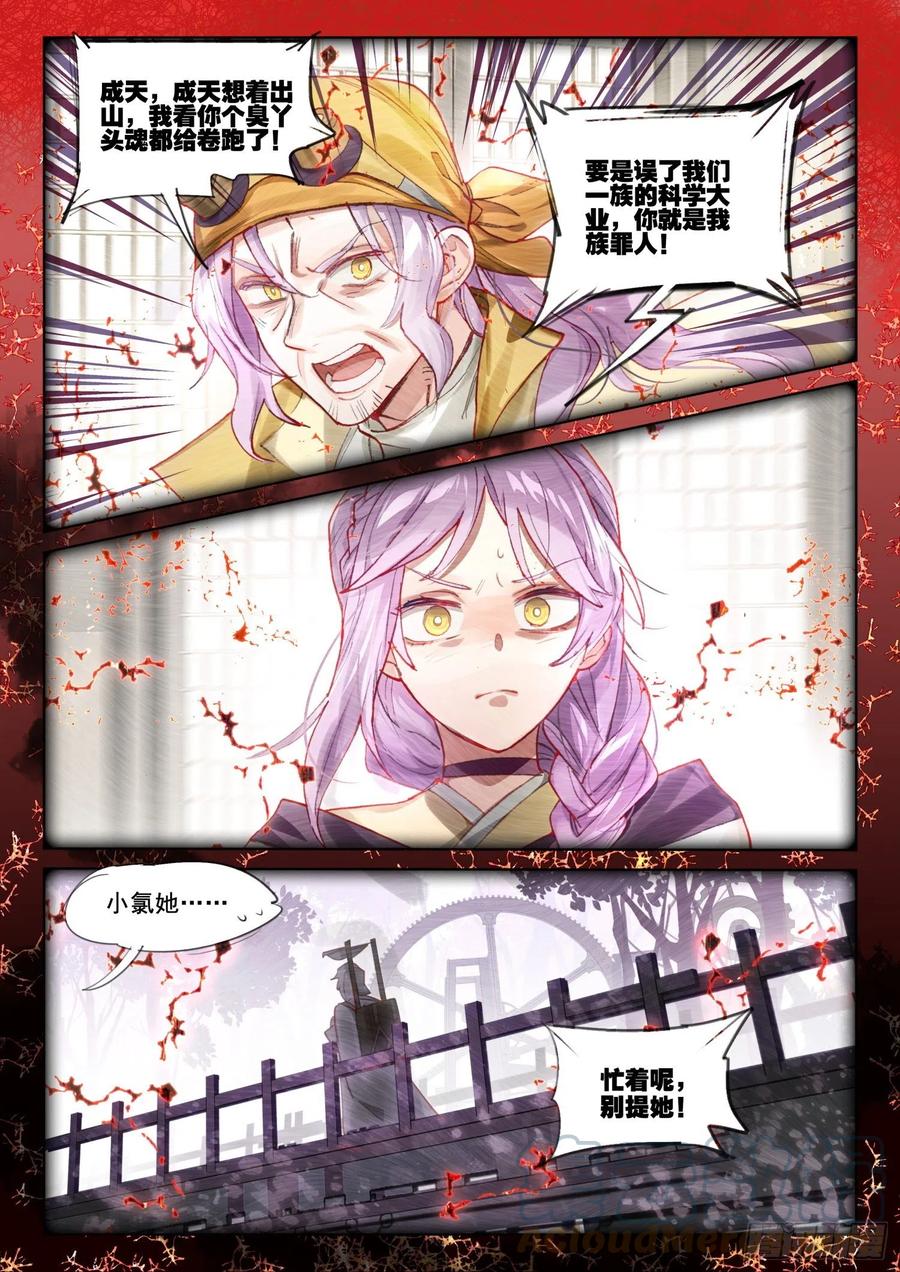 成天，成天想着出
山，我看你个臭丫
头魂都给卷跑了！
要是误了我们
一族的科学大
业，你就是我
族罪人！
小氯她……
忙着呢，
别提她！